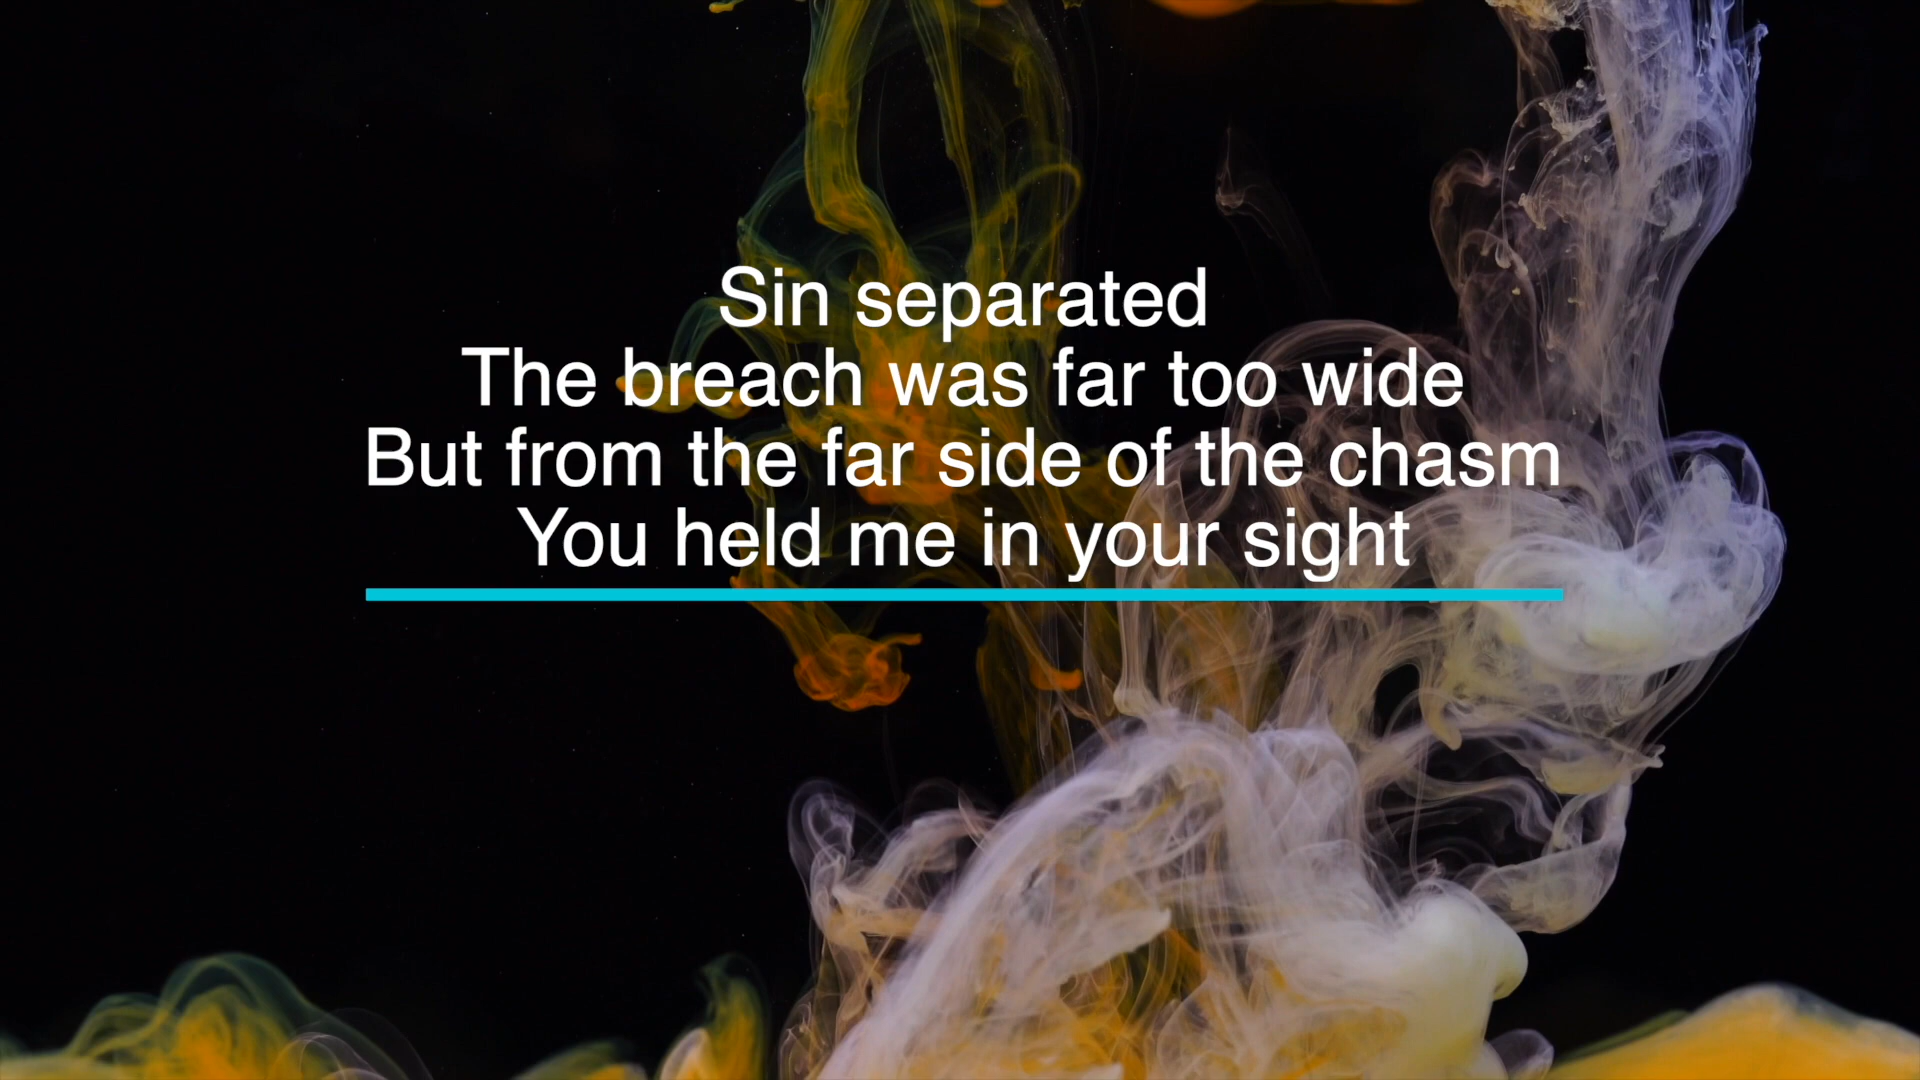 Sin separated
The breach was far too wide
But from the far side of the chasm
You held me in your sight